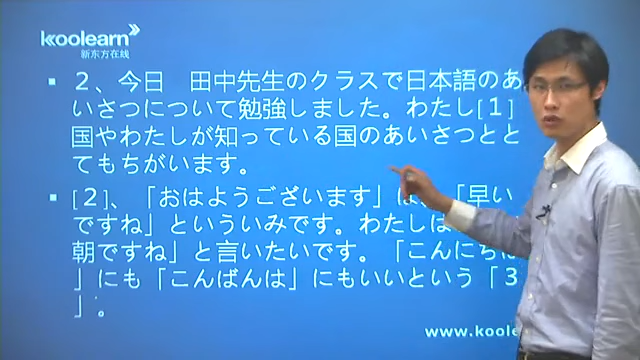 koolearn
新东方在线
2、今日 田中先生のクラスで日本語のあ
いさつについて勉強しました。わたし[1]
国やわたしが知っている国のあいさつとと
てもちがいます。
[2]、「おはようございます」は、「早い
ですね」といういみです。わたしは
朝ですね」と言いたいです。「こんにちは
」にも「こんばんは」にもいいという「3
」。
www.koole